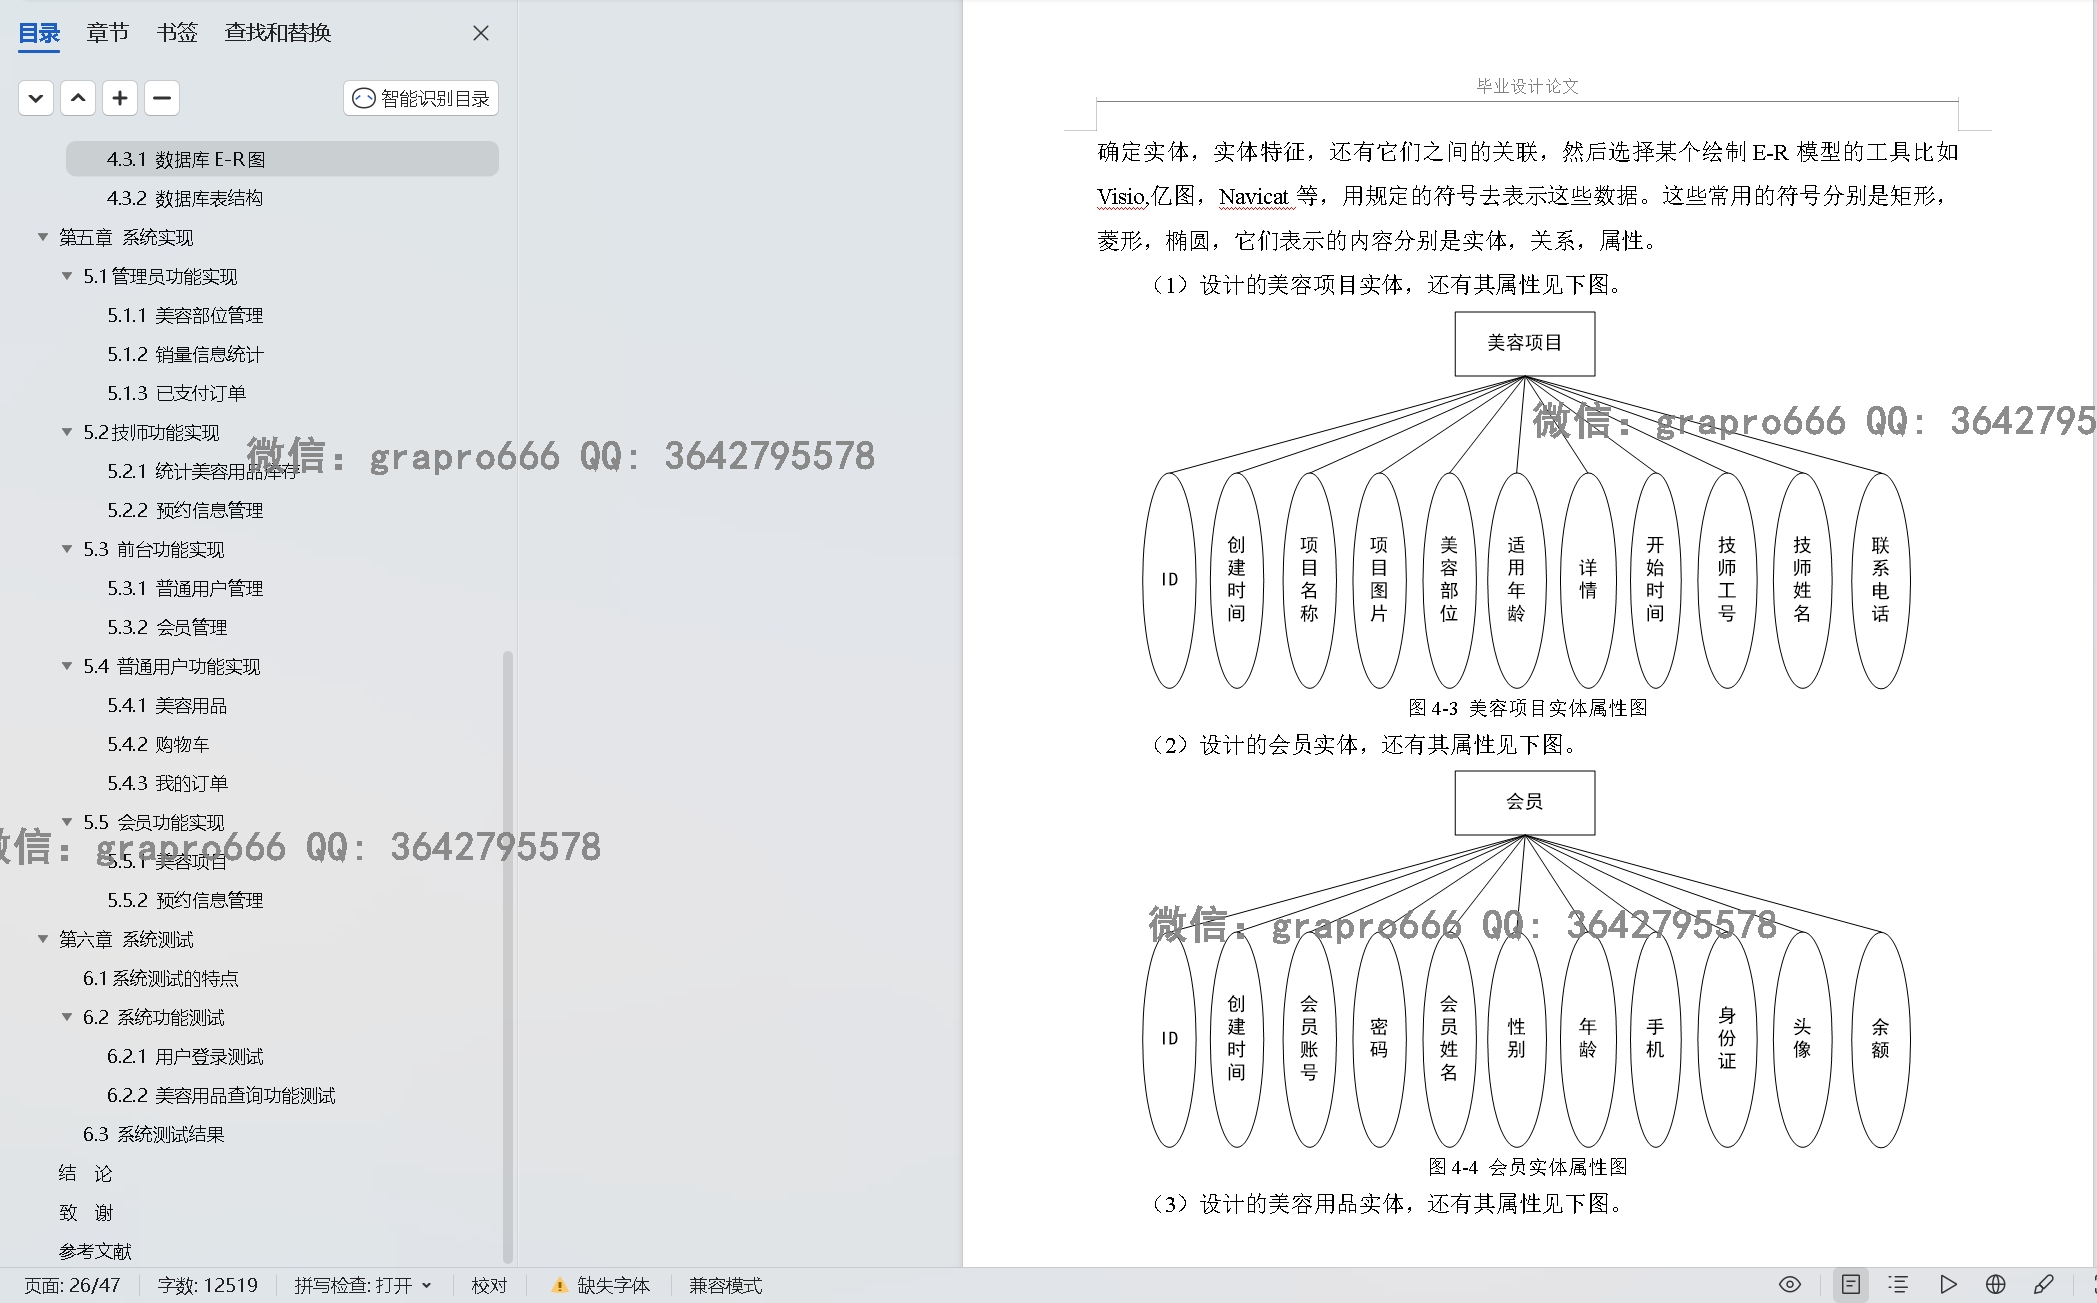 目录 章节 书签 查找和替换
智能识别目录
4.3.1 数据库 E-R图
4.3.2 数据库表结构
第五章 系统实现
5.1管理员功能实现
5.1.1 美容部位管理
5.1.2 销量信息统计
5.1.3 已支付订单
5.2技师功能实现
5.2.1 统计美容用品库存
5.2.2 预约信息管理
5.3 前台功能实现
5.3.1 普通用户管理
5.3.2 会员管理
5.4 普通用户功能实现
5.4.1 美容用品
5.4.2 购物车
5.4.3 我的订单
5.5 会员功能实现
5.5.1 美容项目
5.5.2 预约信息管理
第六章 系统测试
6.1系统测试的特点
6.2 系统功能测试
6.2.1 用户登录测试
6.2.2 美容用品查询功能测试
6.3 系统测试结果
结 论
致 谢
参考文献
微信：grapro666 QQ: 3642795578
微信：grapro666 QQ: 3642795578
毕业设计论文
确定实体，实体特征，还有它们之间的关联，然后选择某个绘制E-R 模型的工具比如
Visio,亿图，Navicat 等，用规定的符号去表示这些数据。这些常用的符号分别是矩形，
菱形，椭圆，它们表示的内容分别是实体，关系，属性。
（1）设计的美容项目实体，还有其属性见下图。
美容项目
微信：grapro666 QQ: 3642795
ID
创建时间
项目名称
项目图片
美容部位
适用年龄
详情
开始时间
技师工号
技师姓名
联系电话
图4-3 美容项目实体属性图
（2）设计的会员实体，还有其属性见下图。
会员
微信：grapro666 QQ: 3642795578
ID
创建时间
会员账号
密码
会员姓名
性别
年龄
手机
身份证
头像
余额
图4-4 会员实体属性图
（3）设计的美容用品实体，还有其属性见下图。
页面: 26/47 字数: 12519 拼写检查: 打开 校对 缺失字体 兼容模式